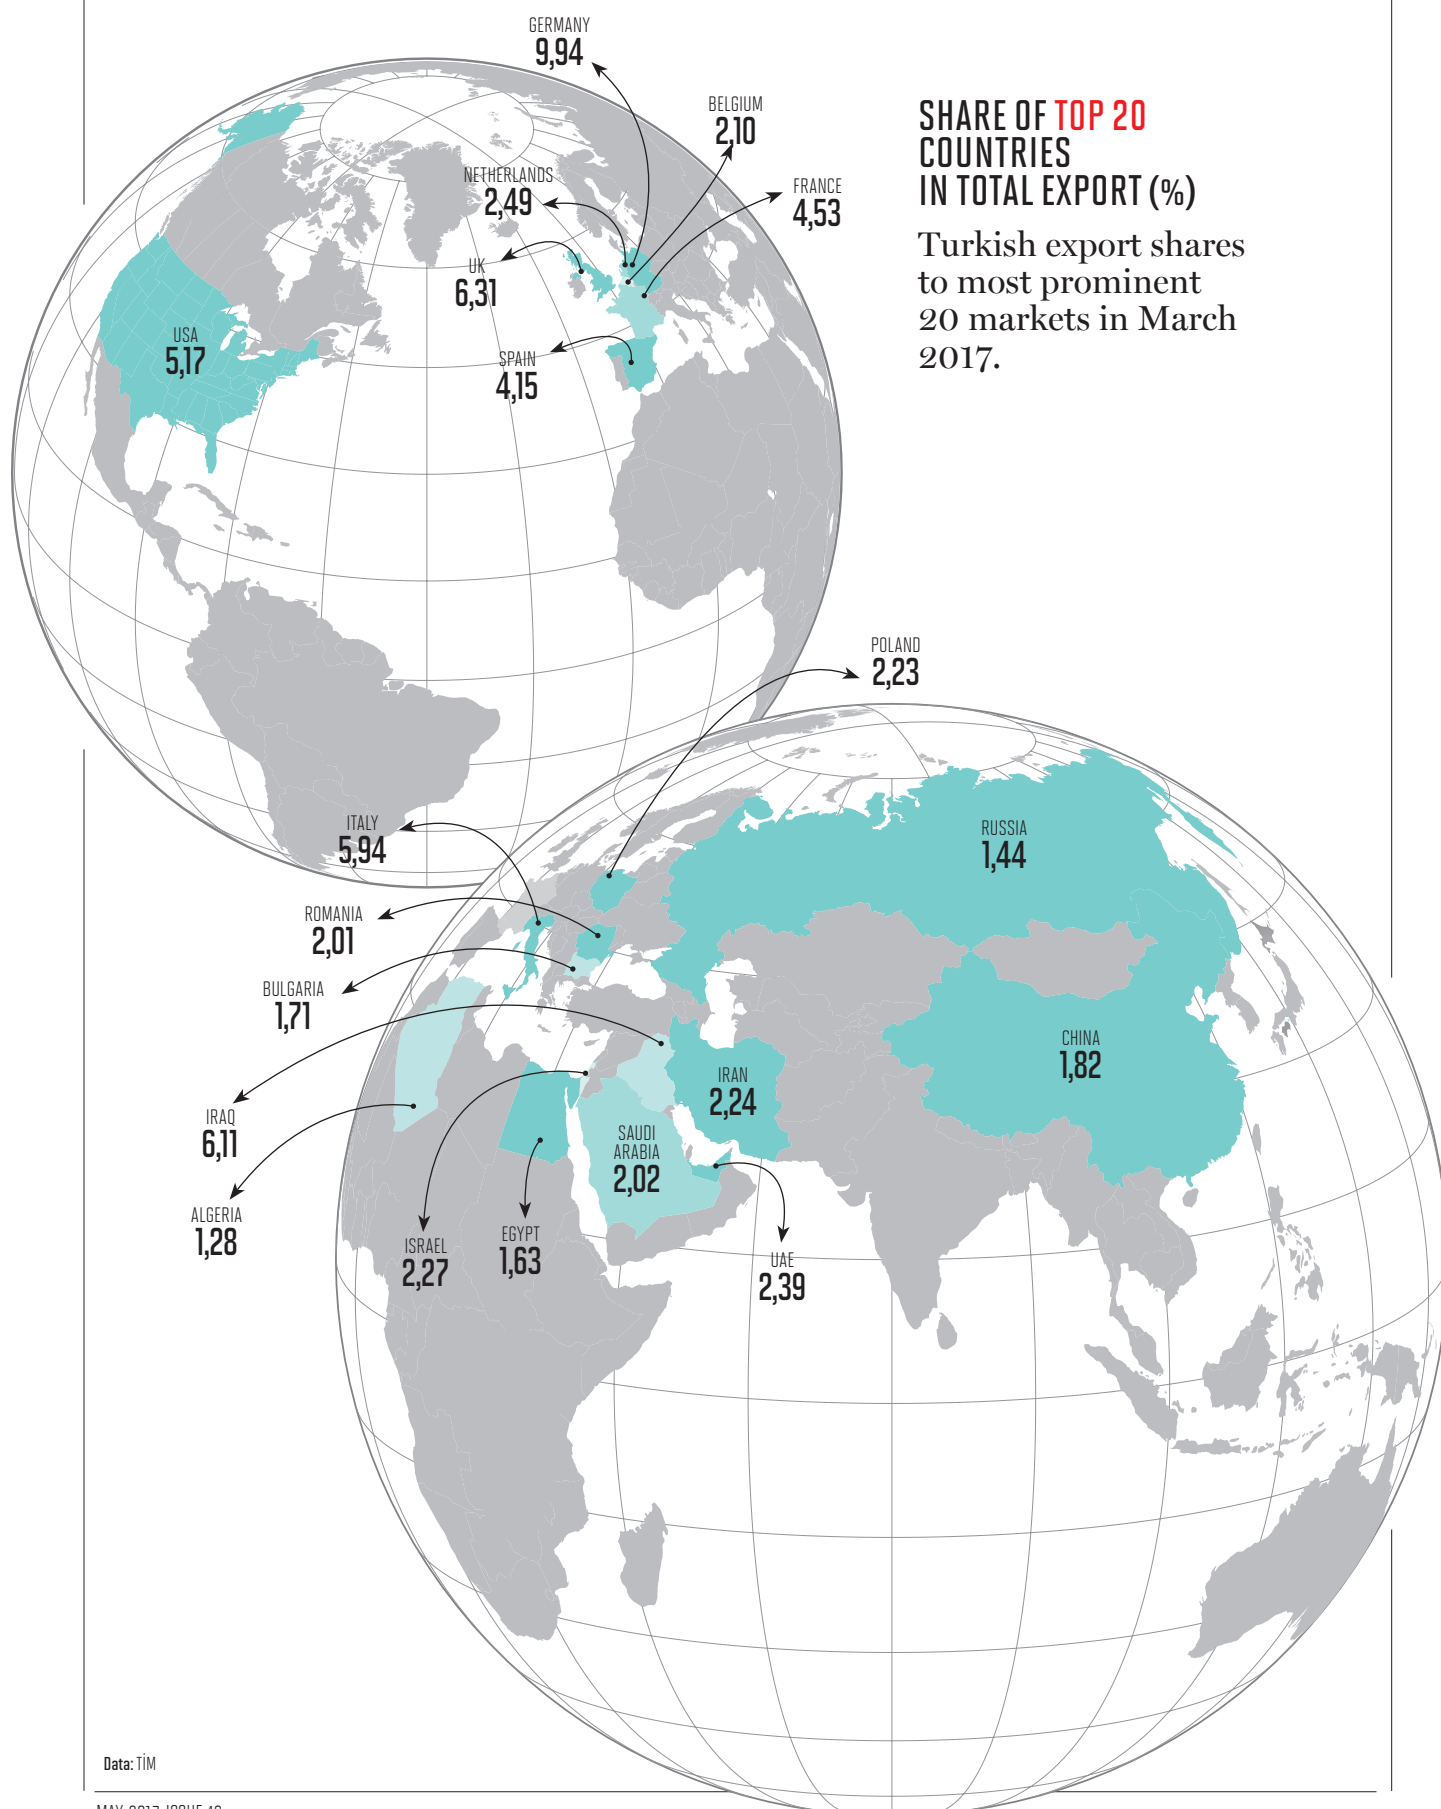 GERMANY
9,94
BELGIUM
2,10
NETHERLANDS
2,49
FRANCE
4,53
UK
6,31
USA
5,17
SPAIN
4,15
SHARE OF TOP 20
COUNTRIES
IN TOTAL EXPORT (%)
Turkish export shares
to most prominent
20 markets in March
2017.
POLAND
2,23
ITALY
5,94
RUSSIA
1,44
ROMANIA
2,01
BULGARIA
1,71
CHINA
1,82
IRAN
2,24
IRAQ
6,11
SAUDI
ARABIA
2,02
ALGERIA
1,28
ISRAEL
2,27
EGYPT
1,63
UAE
2,39
Data: TİM